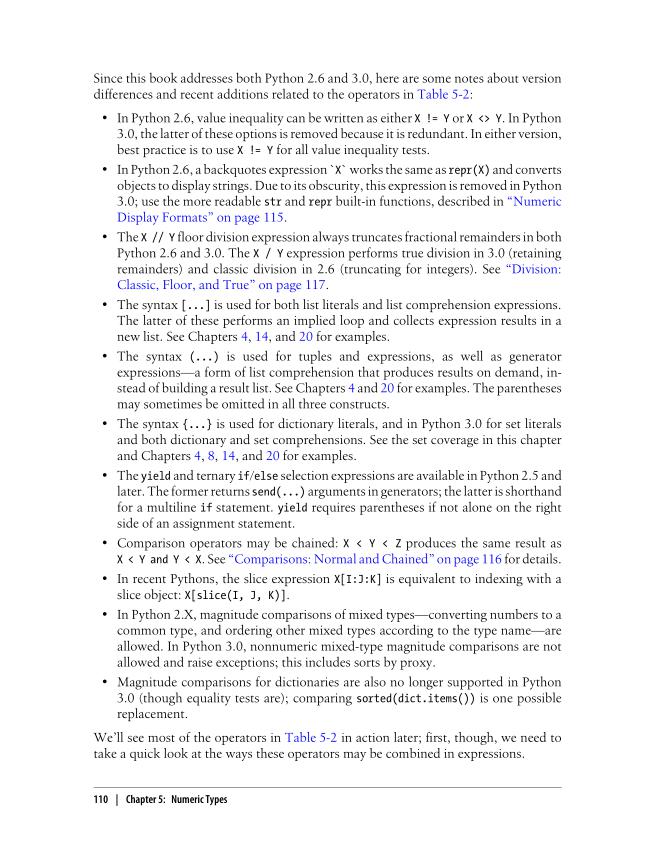 Since this book addresses both Python 2.6 and 3.0, here are some notes about version
differences and recent additions related to the operators in Table 5-2:
• In Python 2.6, value inequality can be written as either X != Y or X <> Y. In Python
3.0, the latter of these options is removed because it is redundant. In either version,
best practice is to use X != Y for all value inequality tests.
• In Python 2.6, a backquotes expression `X` works the same as repr(X) and converts
objects to display strings. Due to its obscurity, this expression is removed in Python
3.0; use the more readable str and repr built-in functions, described in “Numeric
Display Formats” on page 115.
• The X // Y floor division expression always truncates fractional remainders in both
Python 2.6 and 3.0. The X / Y expression performs true division in 3.0 (retaining
remainders) and classic division in 2.6 (truncating for integers). See “Division:
Classic, Floor, and True” on page 117.
• The syntax [...] is used for both list literals and list comprehension expressions.
The latter of these performs an implied loop and collects expression results in a
new list. See Chapters 4, 14, and 20 for examples.
• The syntax (...) is used for tuples and expressions, as well as generator
expressions—a form of list comprehension that produces results on demand, in-
stead of building a result list. See Chapters 4 and 20 for examples. The parentheses
may sometimes be omitted in all three constructs.
• The syntax {...} is used for dictionary literals, and in Python 3.0 for set literals
and both dictionary and set comprehensions. See the set coverage in this chapter
and Chapters 4, 8, 14, and 20 for examples.
• The yield and ternary if/else selection expressions are available in Python 2.5 and
later. The former returns send(...) arguments in generators; the latter is shorthand
for a multiline if statement. yield requires parentheses if not alone on the right
side of an assignment statement.
• Comparison operators may be chained: X < Y < Z produces the same result as
X < Y and Y < X. See “Comparisons: Normal and Chained” on page 116 for details.
• In recent Pythons, the slice expression X[I:J:K] is equivalent to indexing with a
slice object: X[slice(I, J, K)].
• In Python 2.X, magnitude comparisons of mixed types—converting numbers to a
common type, and ordering other mixed types according to the type name—are
allowed. In Python 3.0, nonnumeric mixed-type magnitude comparisons are not
allowed and raise exceptions; this includes sorts by proxy.
• Magnitude comparisons for dictionaries are also no longer supported in Python
3.0 (though equality tests are); comparing sorted(dict.items()) is one possible
replacement.
We’ll see most of the operators in Table 5-2 in action later; first, though, we need to
take a quick look at the ways these operators may be combined in expressions.
110 | Chapter 5: Numeric Types